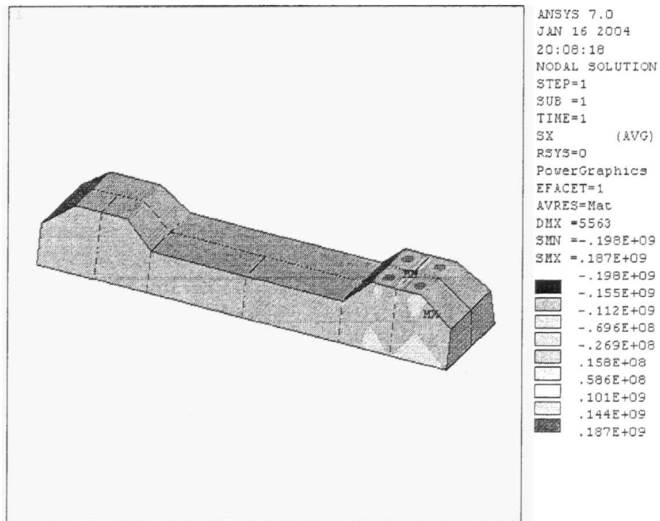 1
ANSYS 7.0
JAN 16 2004
20:08:18
NODAL SOLUTION
STEP=1
SUB =1
TIME=1
SX (AVG)
RSYS=0
PowerGraphics
EFACET=1
AVRES=Mat
DMX =5563
SMN =-.198E+09
SMX =.187E+09
-.198E+09
-.155E+09
-.112E+09
-.696E+08
-.269E+08
.158E+08
.586E+08
.101E+09
.144E+09
.187E+09
MN
MX